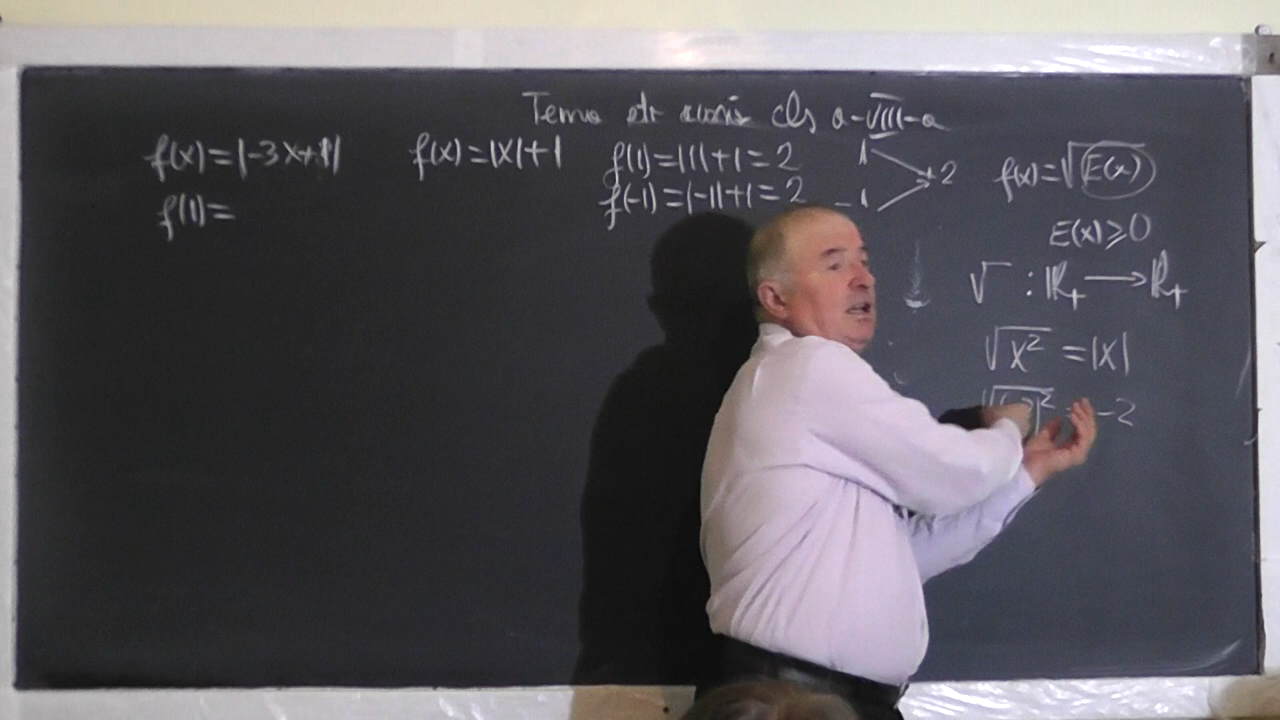 Tema cls a-VIII-a
f(x)=|-3x+1|
f(1)=
f(x)=|x|+1
f(1)=|1|+1=2
f(-1)=|-1|+1=2
1
-1
2
f(x)=√E(x)
E(x)≥0
√ : ℝ₊ → ℝ₊
√x² = |x|
-2